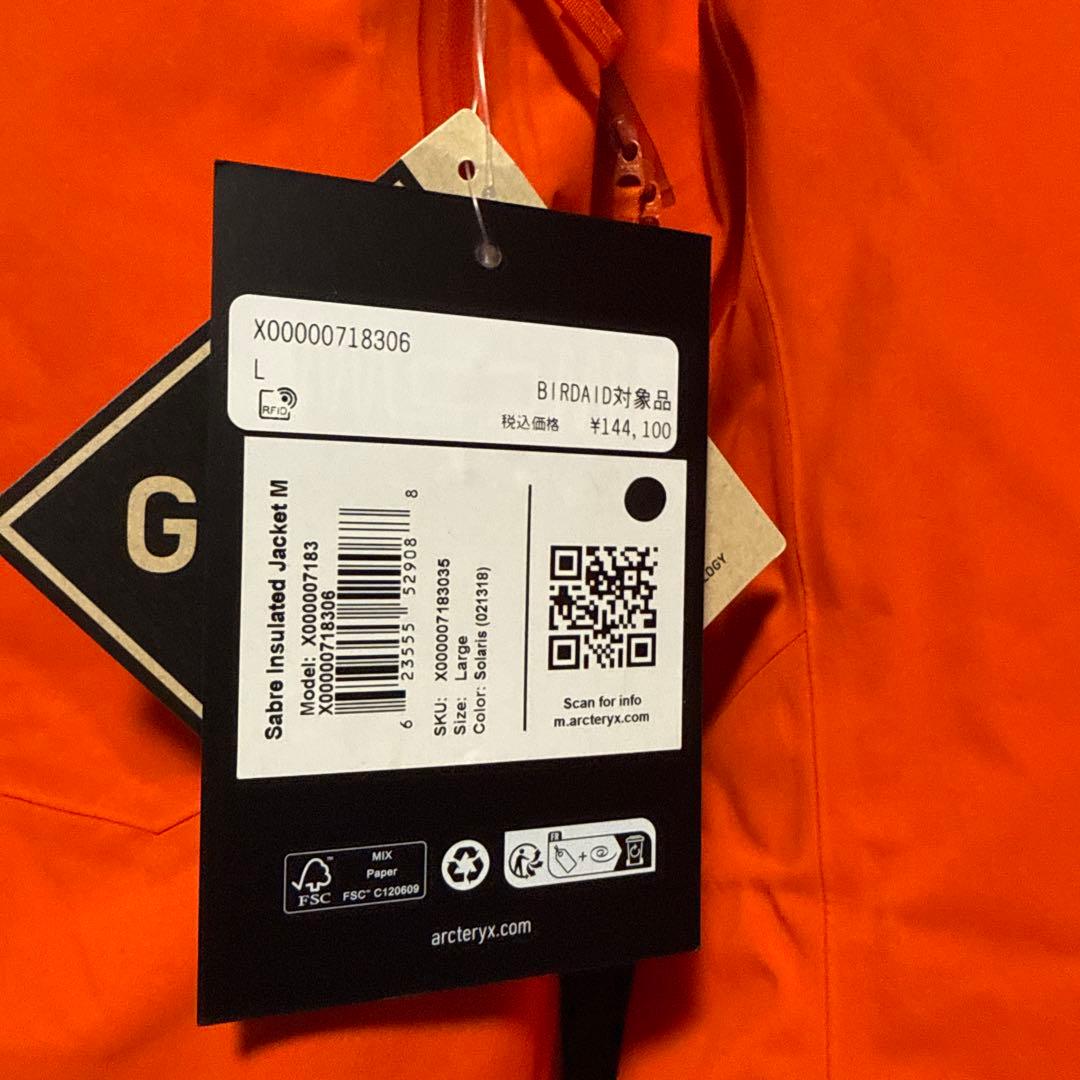 X00000718306
L
RFID
BIRDAID対象品
税込価格 ¥144,100
Sabre Insulated Jacket M
Model: X000007183
X00000718306
6 23555 52908 8
SKU: X000007183035
Size: Large
Color: Solaris (021318)
Scan for info
m.arcteryx.com
G
OGY
FSC
MIX
Paper
FSC™ C120609
FR
arcteryx.com